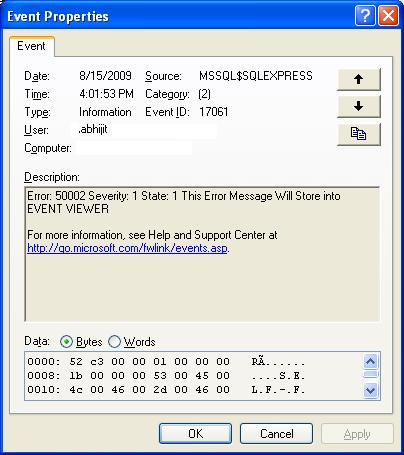 Event Properties
Event
Date: 8/15/2009 Source: MSSQL$SQLEXPRESS
Time: 4:01:53 PM Category: (2)
Type: Information Event ID: 17061
User: .abhijit
Computer:
Description:
Error: 50002 Severity: 1 State: 1 This Error Message Will Store into
EVENT VIEWER
For more information, see Help and Support Center at
http://go.microsoft.com/fwlink/events.asp.
Data: Bytes Words
0000: 52 c3 00 00 01 00 00 00 RÃ......
0008: 1b 00 00 00 53 00 45 00 ....S.E.
0010: 4c 00 46 00 2d 00 46 00 L.F.-.F.
OK Cancel Apply